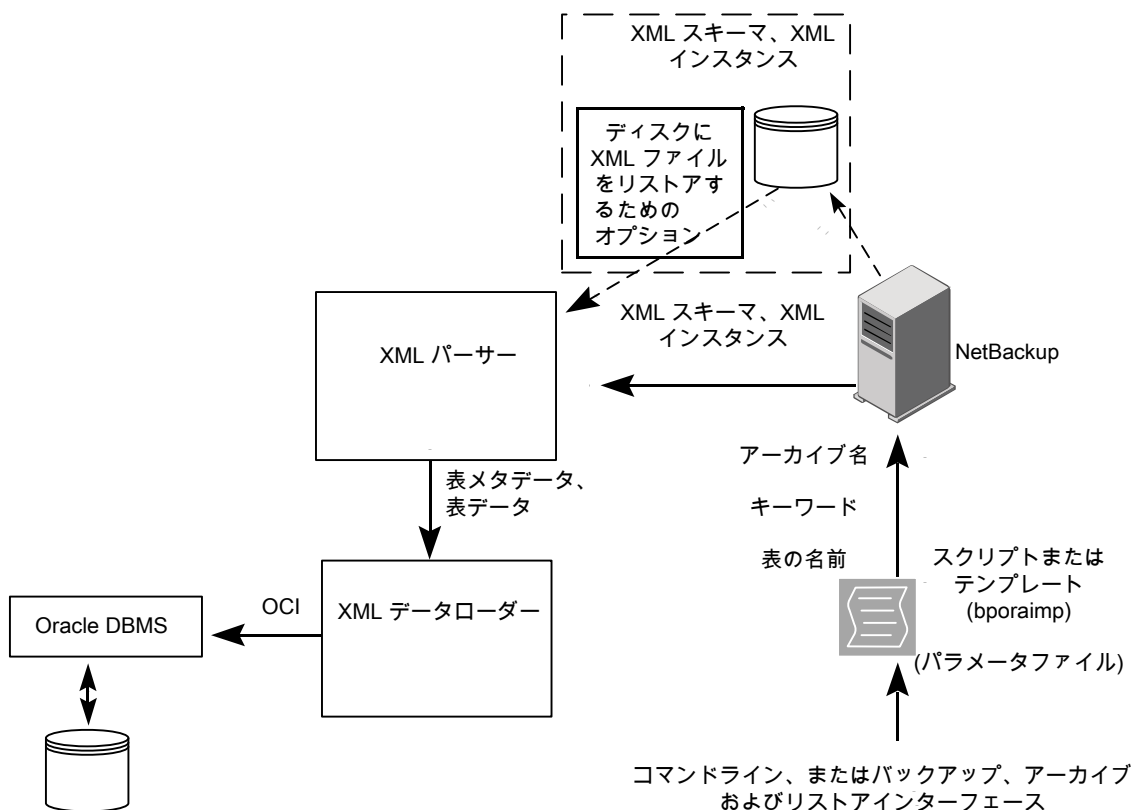 XML スキーマ、XML
インスタンス
ディスクに
XML ファイル
をリストアす
るための
オプション
XML スキーマ、XML
インスタンス
XML パーサー
NetBackup
アーカイブ名
表メタデータ、
表データ
キーワード
表の名前
スクリプトまたは
テンプレート
(bporaimp)
(パラメータファイル)
OCI
XML データローダー
Oracle DBMS
コマンドライン、またはバックアップ、アーカイブ
およびリストアインターフェース